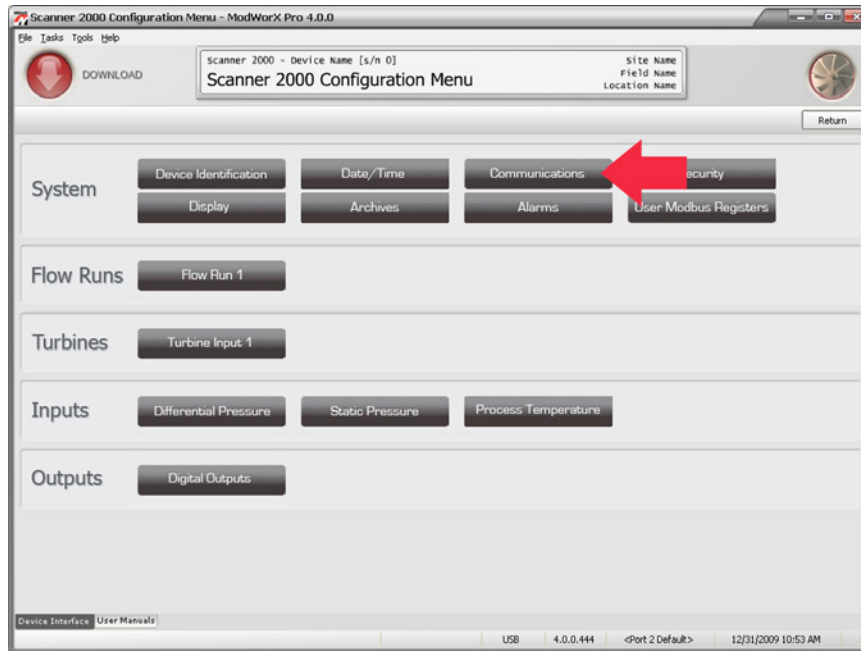 Scanner 2000 Configuration Menu - ModWorX Pro 4.0.0
File Tasks Tools Help
DOWNLOAD
Scanner 2000 - Device Name [s/n 0]
Scanner 2000 Configuration Menu
Site Name
Field Name
Location Name
Return
System
Device Identification
Date/Time
Communications
ecurity
Display
Archives
Alarms
User Modbus Registers
Flow Runs
Flow Run 1
Turbines
Turbine Input 1
Inputs
Differential Pressure
Static Pressure
Process Temperature
Outputs
Digital Outputs
Device Interface User Manuals
USB 4.0.0.444 <Port 2 Default> 12/31/2009 10:53 AM